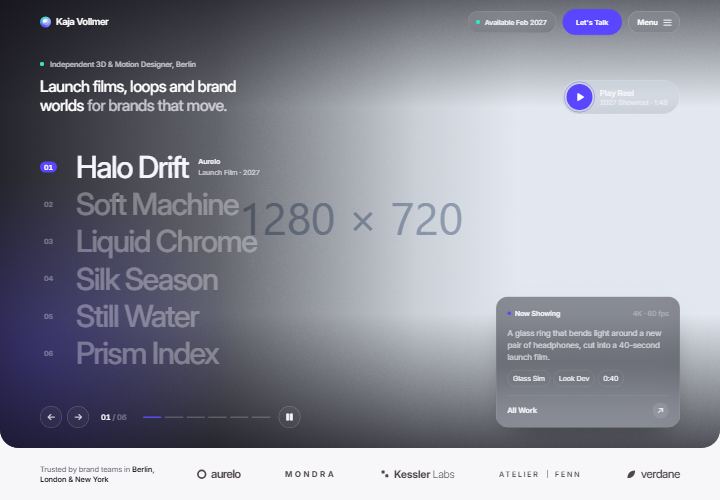 Kaja Vollmer
Available Feb 2027
Let's Talk
Menu
Independent 3D & Motion Designer, Berlin
Launch films, loops and brand
worlds for brands that move.
Play Reel
2027 Showreel · 1:48
01
Halo Drift
Aurelo
Launch Film · 2027
02
Soft Machine
03
Liquid Chrome
04
Silk Season
05
Still Water
06
Prism Index
1280 × 720
Now Showing
4K · 60 fps
A glass ring that bends light around a new
pair of headphones, cut into a 40-second
launch film.
Glass Sim
Look Dev
0:40
All Work
01 / 06
Trusted by brand teams in Berlin,
London & New York
aurelo
MONDRA
Kessler Labs
ATELIER | FENN
verdane